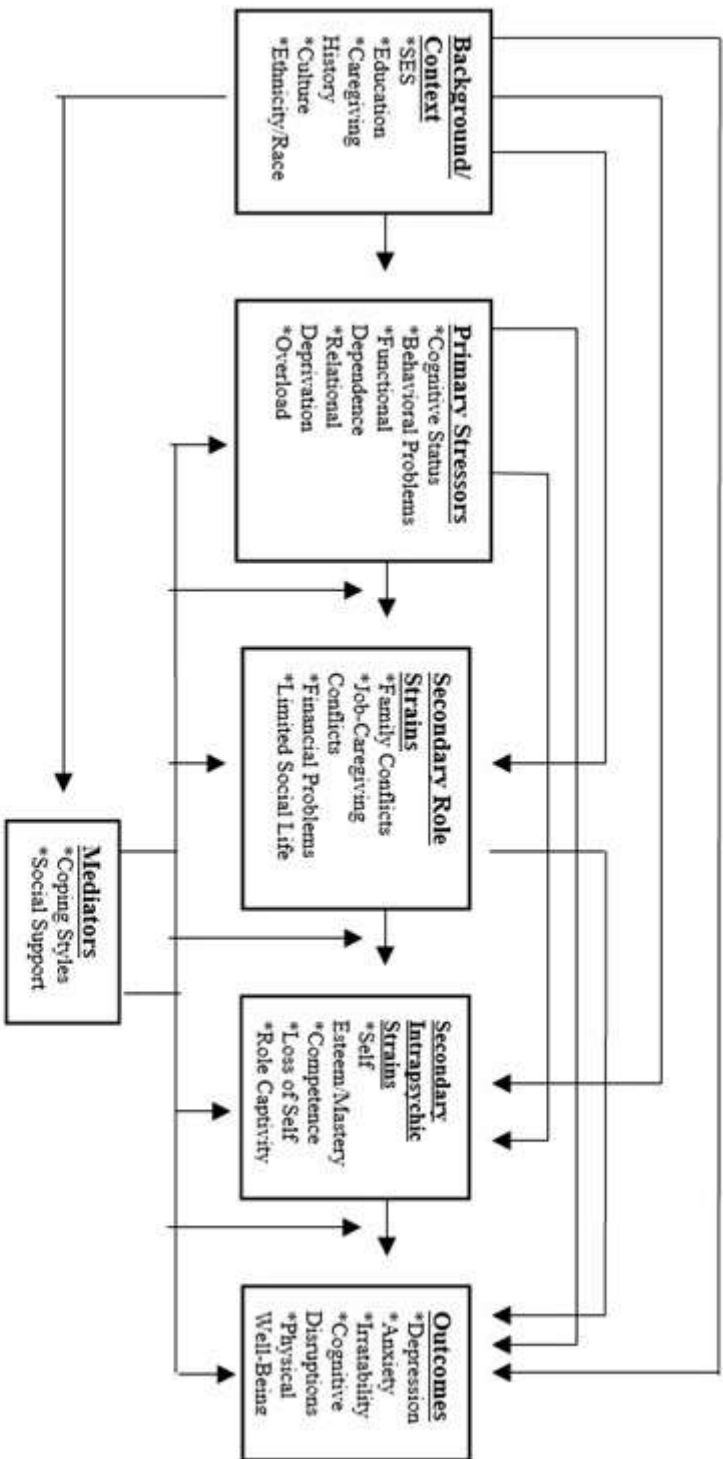 Background/
Context
*SES
*Education
*Caregiving
History
*Culture
*Ethnicity/Race
Primary Stressors
*Cognitive Status
*Behavioral Problems
*Functional
Dependence
*Relational
Deprivation
*Overload
Secondary Role
Strains
*Family Conflicts
*Job-Caregiving
Conflicts
*Financial Problems
*Limited Social Life
Secondary
Intrapsychic
Strains
*Self
Esteem/Mastery
*Competence
*Loss of Self
*Role Captivity
Outcomes
*Depression
*Anxiety
*Irratability
*Cognitive
Disruptions
*Physical
Well-Being
Mediators
*Coping Styles
*Social Support